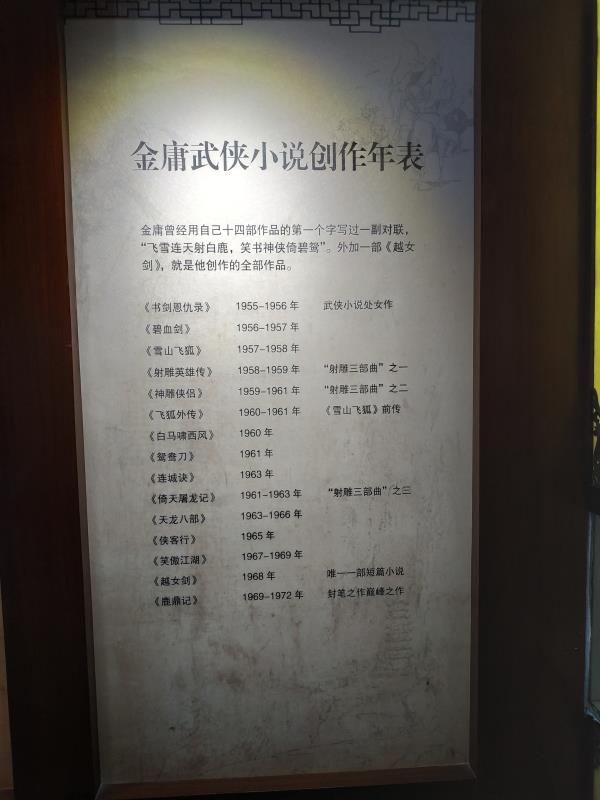 金庸武侠小说创作年表
金庸曾经用自己十四部作品的第一个字写过一副对联，
“飞雪连天射白鹿，笑书神侠倚碧鸳”。外加一部《越女
剑》，就是他创作的全部作品。
《书剑恩仇录》 1955-1956 年 武侠小说处女作
《碧血剑》 1956-1957 年
《雪山飞狐》 1957-1958 年
《射雕英雄传》 1958-1959 年 “射雕三部曲”之一
《神雕侠侣》 1959-1961 年 “射雕三部曲”之二
《飞狐外传》 1960-1961 年 《雪山飞狐》前传
《白马啸西风》 1960 年
《鸳鸯刀》 1961 年
《连城诀》 1963 年
《倚天屠龙记》 1961-1963 年 “射雕三部曲”之三
《天龙八部》 1963-1966 年
《侠客行》 1965 年
《笑傲江湖》 1967-1969 年
《越女剑》 1968 年 唯一一部短篇小说
《鹿鼎记》 1969-1972 年 封笔之作巅峰之作